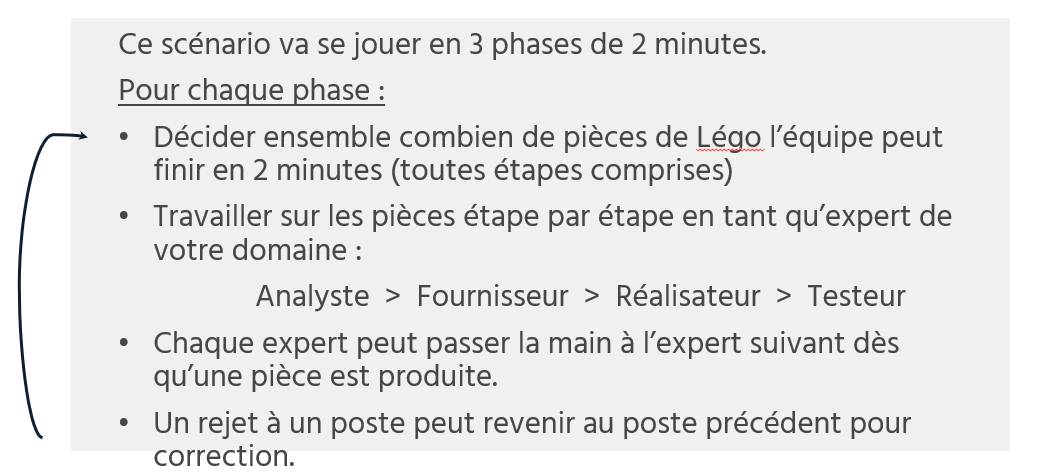 Ce scénario va se jouer en 3 phases de 2 minutes.
Pour chaque phase :
• Décider ensemble combien de pièces de Légo l’équipe peut
finir en 2 minutes (toutes étapes comprises)
• Travailler sur les pièces étape par étape en tant qu’expert de
votre domaine :
Analyste > Fournisseur > Réalisateur > Testeur
• Chaque expert peut passer la main à l’expert suivant dès
qu’une pièce est produite.
• Un rejet à un poste peut revenir au poste précédent pour
correction.